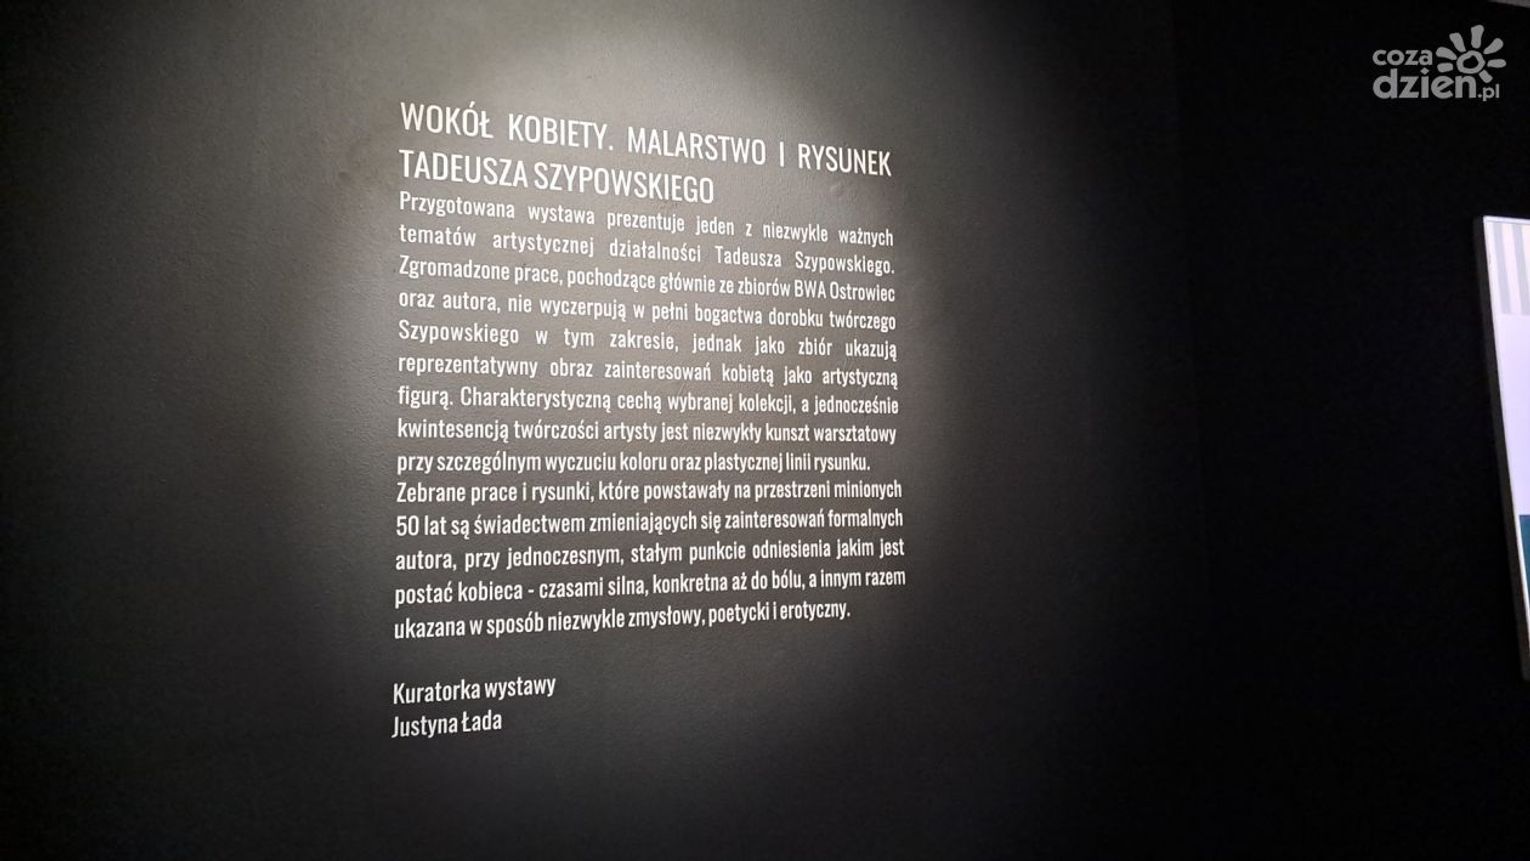 coza
dzien.pl
WOKÓŁ KOBIETY. MALARSTWO I RYSUNEK
TADEUSZA SZYPOWSKIEGO
Przygotowana wystawa prezentuje jeden z niezwykle ważnych
tematów artystycznej działalności Tadeusza Szypowskiego.
Zgromadzone prace, pochodzące głównie ze zbiorów BWA Ostrowiec
oraz autora, nie wyczerpują w pełni bogactwa dorobku twórczego
Szypowskiego w tym zakresie, jednak jako zbiór ukazują
reprezentatywny obraz zainteresowań kobietą jako artystyczną
figurą. Charakterystyczną cechą wybranej kolekcji, a jednocześnie
kwintesencją twórczości artysty jest niezwykły kunszt warsztatowy
przy szczególnym wyczuciu koloru oraz plastycznej linii rysunku.
Zebrane prace i rysunki, które powstawały na przestrzeni minionych
50 lat są świadectwem zmieniających się zainteresowań formalnych
autora, przy jednoczesnym, stałym punkcie odniesienia jakim jest
postać kobieca - czasami silna, konkretna aż do bólu, a innym razem
ukazana w sposób niezwykle zmysłowy, poetycki i erotyczny.
Kuratorka wystawy
Justyna Łada